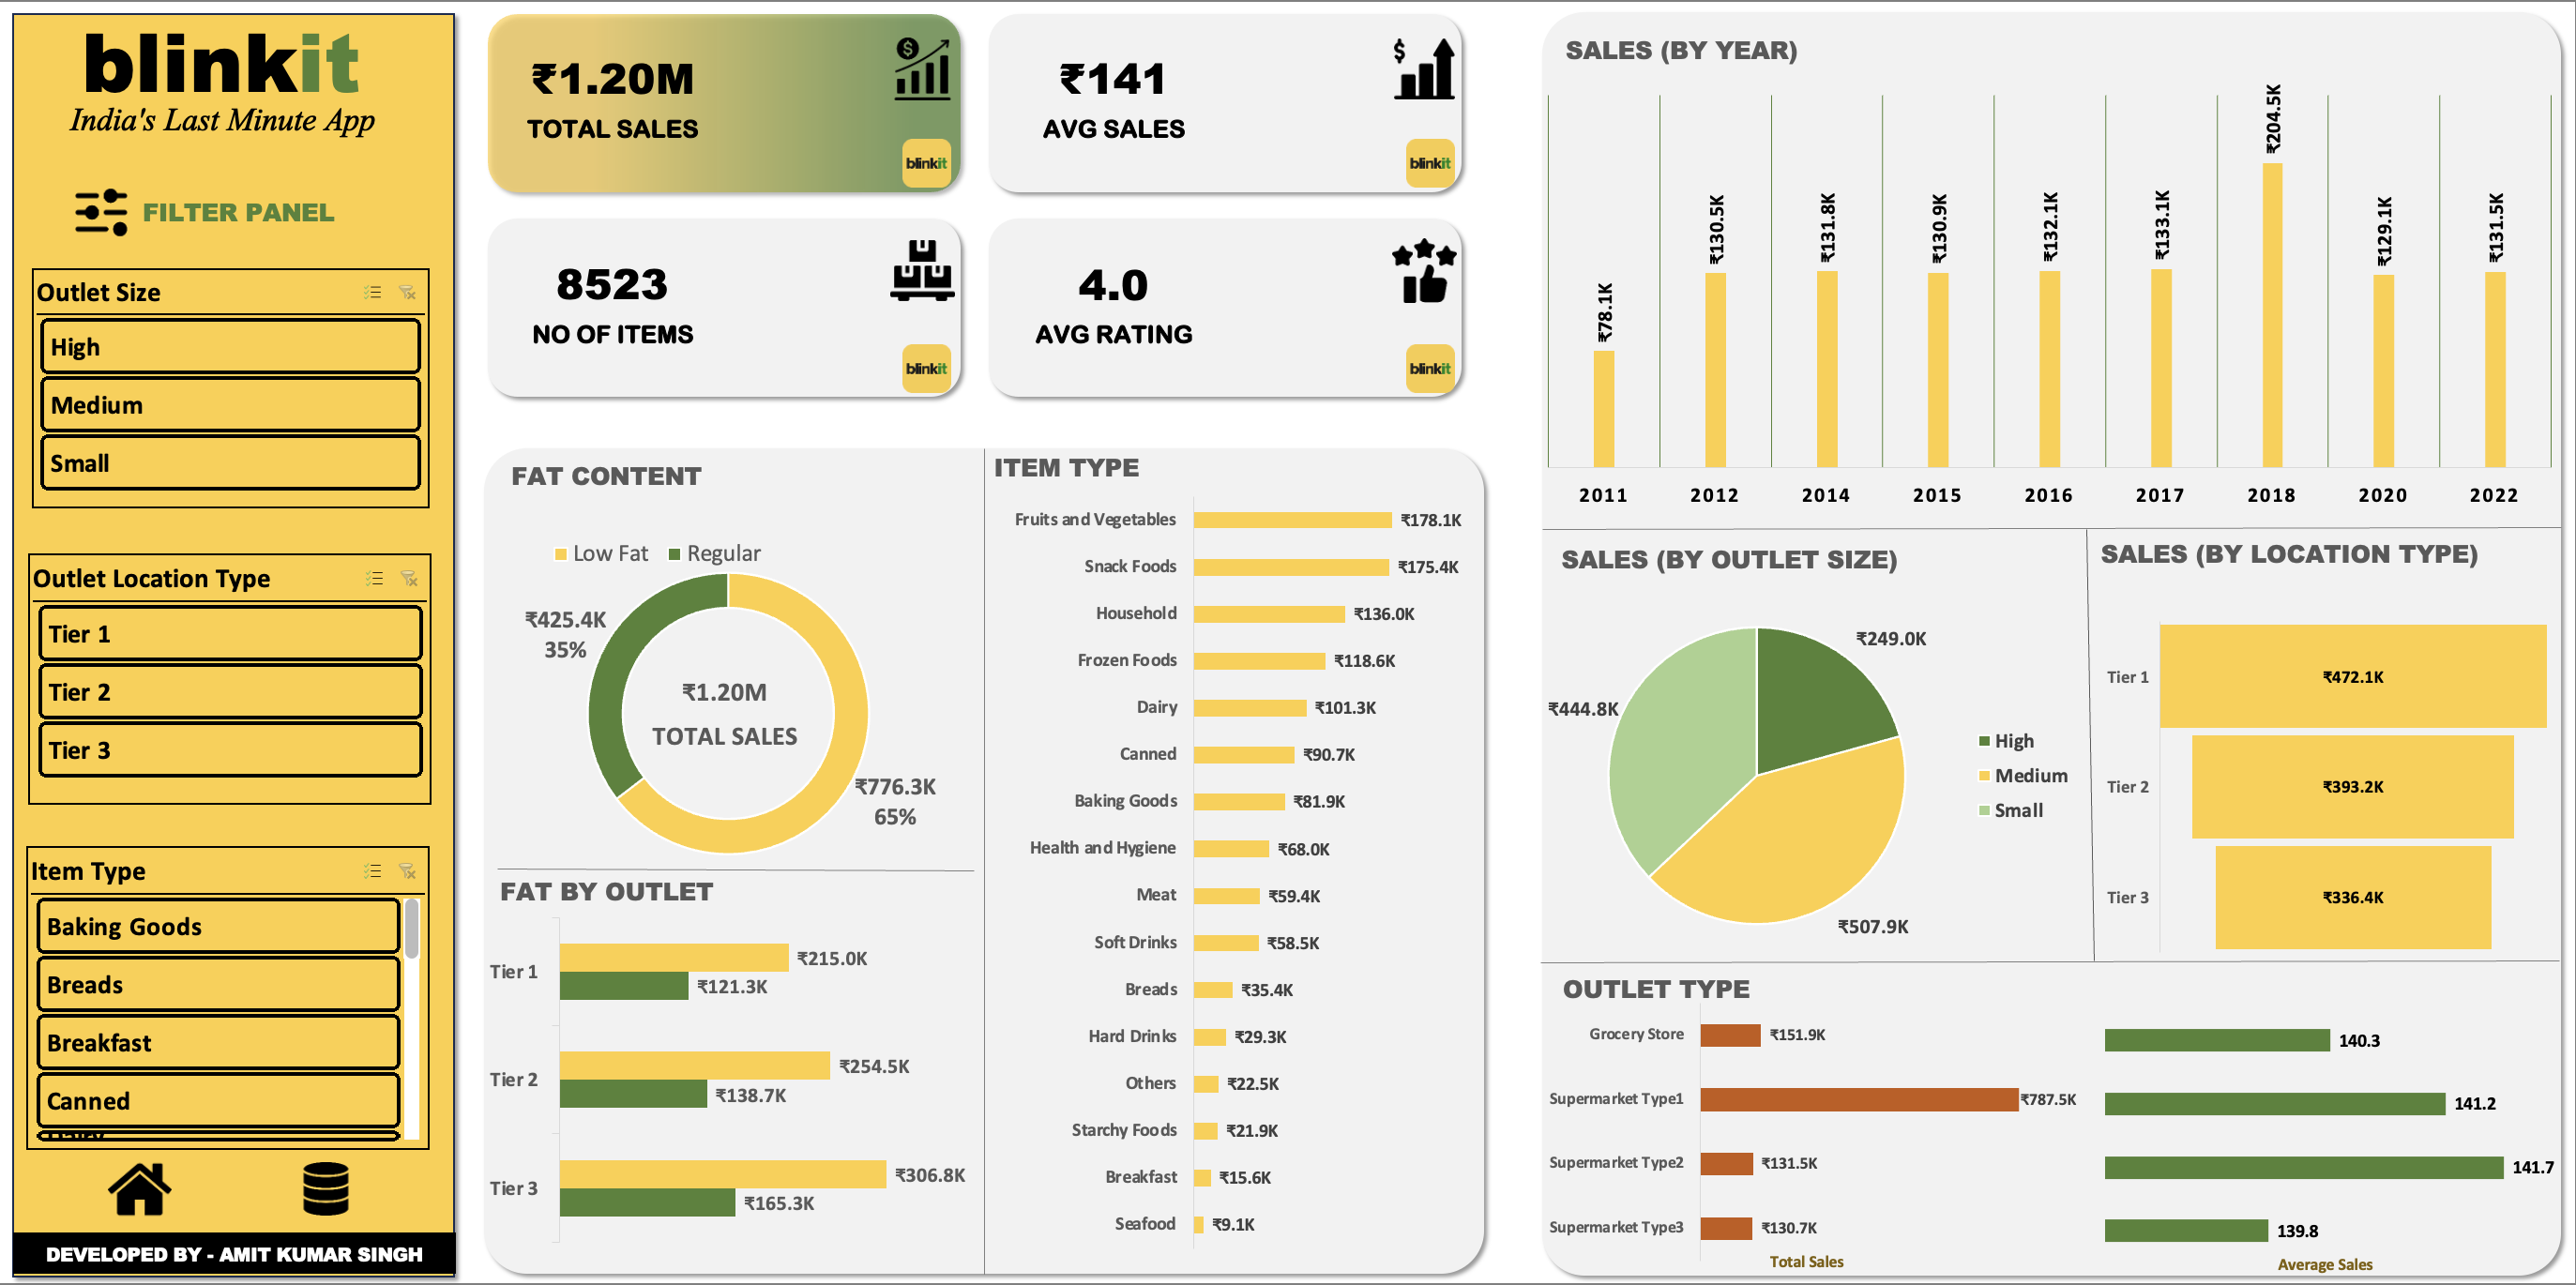 blinkit
India's Last Minute App
FILTER PANEL
Outlet Size
High
Medium
Small
Outlet Location Type
Tier 1
Tier 2
Tier 3
Item Type
Baking Goods
Breads
Breakfast
Canned
Dairy
DEVELOPED BY - AMIT KUMAR SINGH
₹1.20M
TOTAL SALES
blinkit
₹141
AVG SALES
blinkit
8523
NO OF ITEMS
blinkit
4.0
AVG RATING
blinkit
FAT CONTENT
Low Fat Regular
₹425.4K
35%
₹1.20M
TOTAL SALES
₹776.3K
65%
FAT BY OUTLET
Tier 1 ₹215.0K
₹121.3K
Tier 2 ₹254.5K
₹138.7K
Tier 3 ₹306.8K
₹165.3K
ITEM TYPE
Fruits and Vegetables ₹178.1K
Snack Foods ₹175.4K
Household ₹136.0K
Frozen Foods ₹118.6K
Dairy ₹101.3K
Canned ₹90.7K
Baking Goods ₹81.9K
Health and Hygiene ₹68.0K
Meat ₹59.4K
Soft Drinks ₹58.5K
Breads ₹35.4K
Hard Drinks ₹29.3K
Others ₹22.5K
Starchy Foods ₹21.9K
Breakfast ₹15.6K
Seafood ₹9.1K
SALES (BY YEAR)
₹78.1K ₹130.5K ₹131.8K ₹130.9K ₹132.1K ₹133.1K ₹204.5K ₹129.1K ₹131.5K
2011 2012 2014 2015 2016 2017 2018 2020 2022
SALES (BY OUTLET SIZE)
₹249.0K
₹444.8K
₹507.9K
High
Medium
Small
SALES (BY LOCATION TYPE)
Tier 1 ₹472.1K
Tier 2 ₹393.2K
Tier 3 ₹336.4K
OUTLET TYPE
Grocery Store ₹151.9K 140.3
Supermarket Type1 ₹787.5K 141.2
Supermarket Type2 ₹131.5K 141.7
Supermarket Type3 ₹130.7K 139.8
Total Sales Average Sales